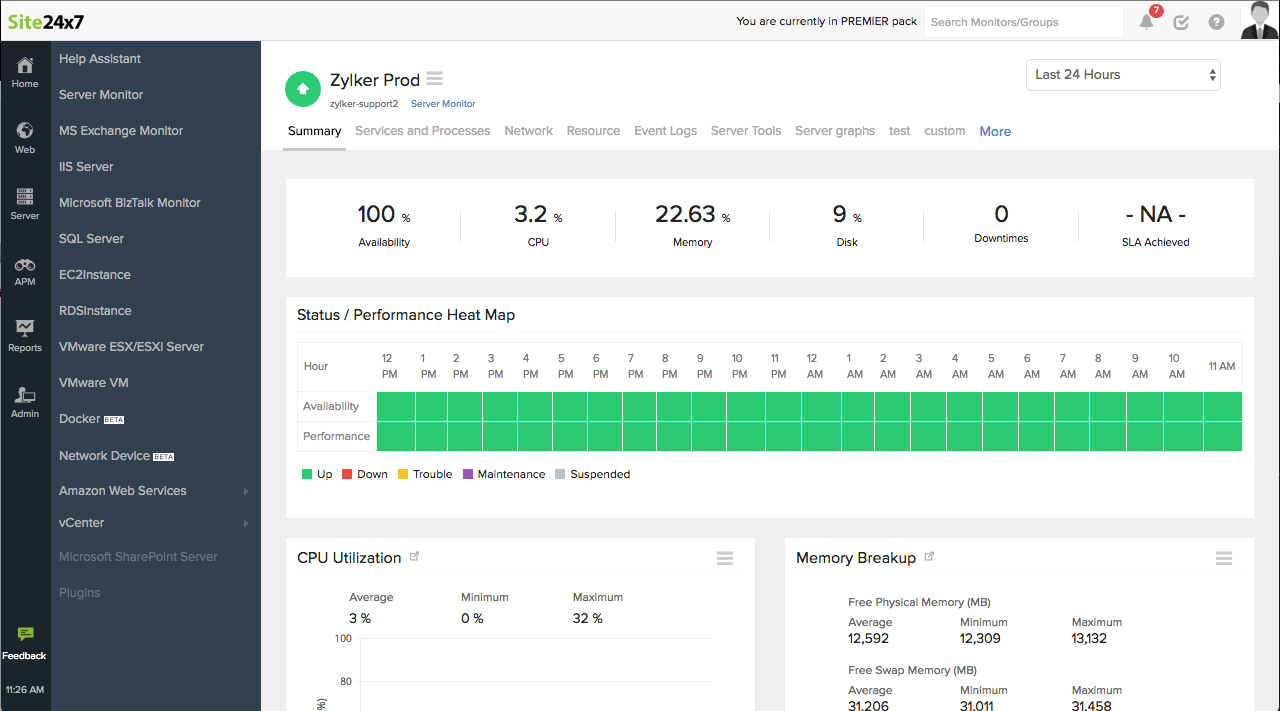 Site24x7
You are currently in PREMIER pack
Search Monitors/Groups
7
?
Home
Web
Server
APM
Reports
Admin
Feedback
11:26 AM
Help Assistant
Server Monitor
MS Exchange Monitor
IIS Server
Microsoft BizTalk Monitor
SQL Server
EC2Instance
RDSInstance
VMware ESX/ESXi Server
VMware VM
Docker BETA
Network Device BETA
Amazon Web Services
vCenter
Microsoft SharePoint Server
Plugins
Zylker Prod
zylker-support2 Server Monitor
Last 24 Hours
Summary Services and Processes Network Resource Event Logs Server Tools Server graphs test custom More
100 % 3.2 % 22.63 % 9 % 0 - NA -
Availability CPU Memory Disk Downtimes SLA Achieved
Status / Performance Heat Map
Hour 12 PM 1 PM 2 PM 3 PM 4 PM 5 PM 6 PM 7 PM 8 PM 9 PM 10 PM 11 PM 12 AM 1 AM 2 AM 3 AM 4 AM 5 AM 6 AM 7 AM 8 AM 9 AM 10 AM 11 AM
Availability
Performance
Up Down Trouble Maintenance Suspended
CPU Utilization
Average Minimum Maximum
3 % 0 % 32 %
100
80
%)
Memory Breakup
Free Physical Memory (MB)
Average Minimum Maximum
12,592 12,309 13,132
Free Swap Memory (MB)
Average Minimum Maximum
31,206 31,011 31,458